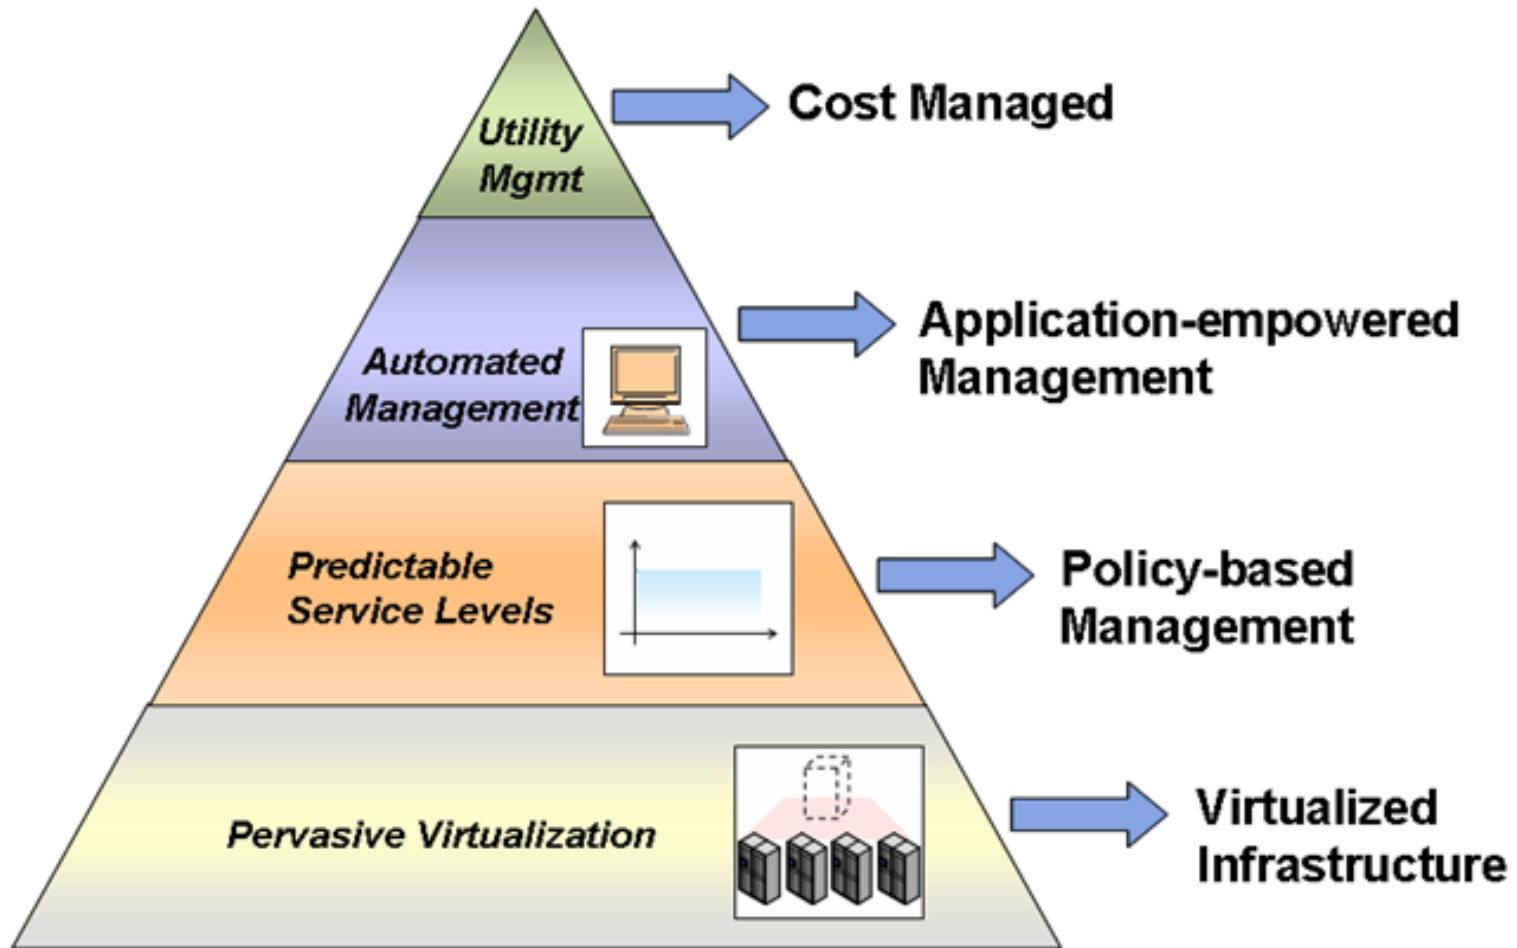 Utility
Mgmt
Cost Managed
Automated
Management
Application-empowered
Management
Predictable
Service Levels
Policy-based
Management
Pervasive Virtualization
Virtualized
Infrastructure